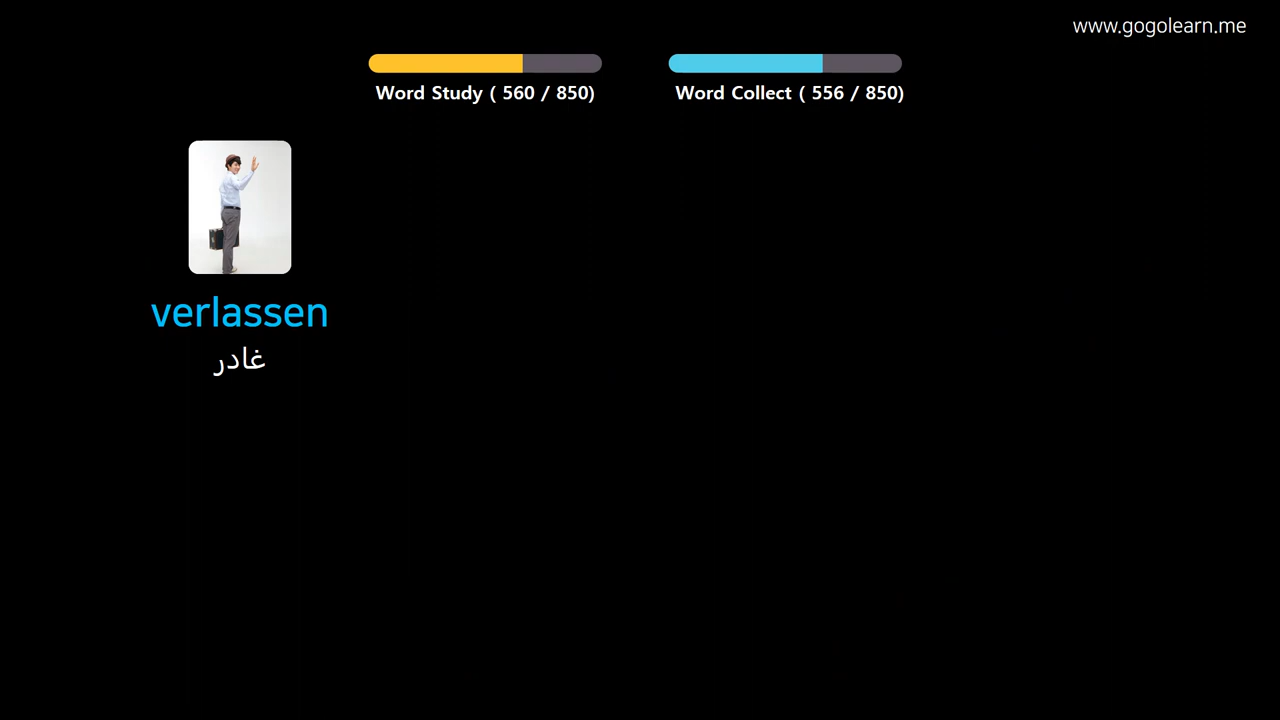 www.gogolearn.me
Word Study ( 560 / 850)
Word Collect ( 556 / 850)
verlassen
غادر